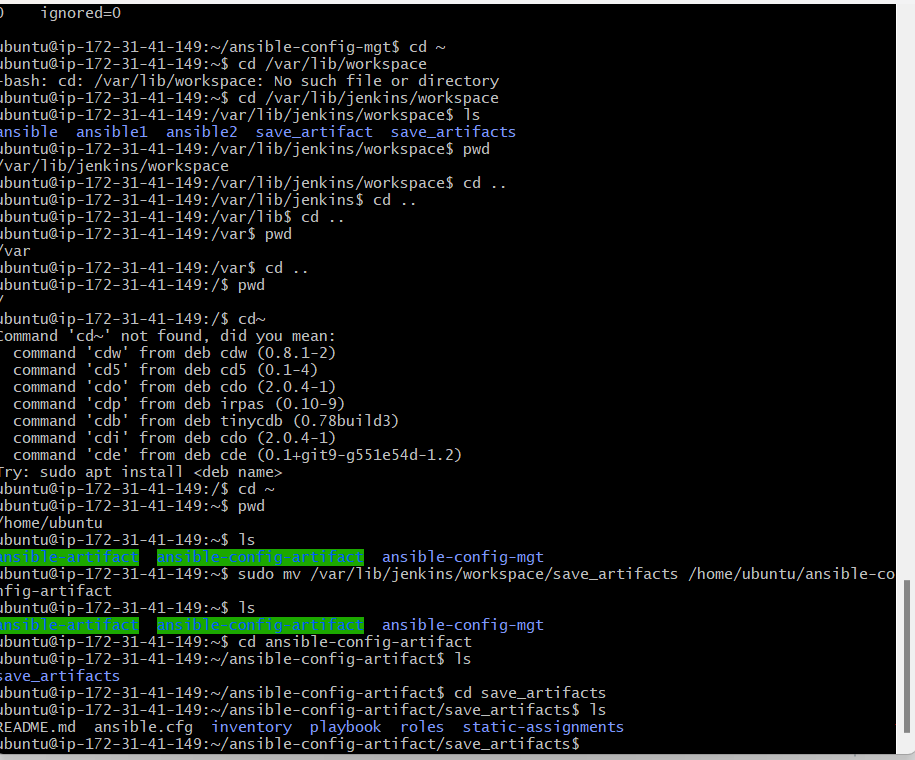 0    ignored=0
ubuntu@ip-172-31-41-149:~/ansible-config-mgt$ cd ~
ubuntu@ip-172-31-41-149:~$ cd /var/lib/workspace
-bash: cd: /var/lib/workspace: No such file or directory
ubuntu@ip-172-31-41-149:~$ cd /var/lib/jenkins/workspace
ubuntu@ip-172-31-41-149:/var/lib/jenkins/workspace$ ls
ansible  ansible1  ansible2  save_artifact  save_artifacts
ubuntu@ip-172-31-41-149:/var/lib/jenkins/workspace$ pwd
/var/lib/jenkins/workspace
ubuntu@ip-172-31-41-149:/var/lib/jenkins/workspace$ cd ..
ubuntu@ip-172-31-41-149:/var/lib/jenkins$ cd ..
ubuntu@ip-172-31-41-149:/var/lib$ cd ..
ubuntu@ip-172-31-41-149:/var$ pwd
/var
ubuntu@ip-172-31-41-149:/var$ cd ..
ubuntu@ip-172-31-41-149:/$ pwd
/
ubuntu@ip-172-31-41-149:/$ cd~
Command 'cd~' not found, did you mean:
  command 'cdw' from deb cdw (0.8.1-2)
  command 'cd5' from deb cd5 (0.1-4)
  command 'cdo' from deb cdo (2.0.4-1)
  command 'cdp' from deb irpas (0.10-9)
  command 'cdb' from deb tinycdb (0.78build3)
  command 'cdi' from deb cdo (2.0.4-1)
  command 'cde' from deb cde (0.1+git9-g551e54d-1.2)
Try: sudo apt install <deb name>
ubuntu@ip-172-31-41-149:/$ cd ~
ubuntu@ip-172-31-41-149:~$ pwd
/home/ubuntu
ubuntu@ip-172-31-41-149:~$ ls
ansible-artifact  ansible-config-artifact  ansible-config-mgt
ubuntu@ip-172-31-41-149:~$ sudo mv /var/lib/jenkins/workspace/save_artifacts /home/ubuntu/ansible-co
nfig-artifact
ubuntu@ip-172-31-41-149:~$ ls
ansible-artifact  ansible-config-artifact  ansible-config-mgt
ubuntu@ip-172-31-41-149:~$ cd ansible-config-artifact
ubuntu@ip-172-31-41-149:~/ansible-config-artifact$ ls
save_artifacts
ubuntu@ip-172-31-41-149:~/ansible-config-artifact$ cd save_artifacts
ubuntu@ip-172-31-41-149:~/ansible-config-artifact/save_artifacts$ ls
README.md  ansible.cfg  inventory  playbook  roles  static-assignments
ubuntu@ip-172-31-41-149:~/ansible-config-artifact/save_artifacts$